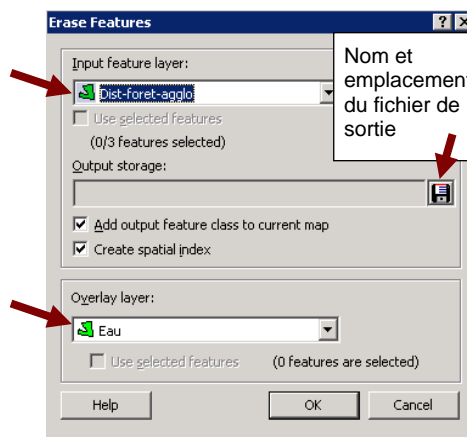 Erase Features
Input feature layer:
Nom et
emplacement
du fichier de
sortie
Dist-foret-agglo
Use selected features
(0/3 features selected)
Output storage:
Add output feature class to current map
Create spatial index
Overlay layer:
Eau
Use selected features (0 features are selected)
Help OK Cancel